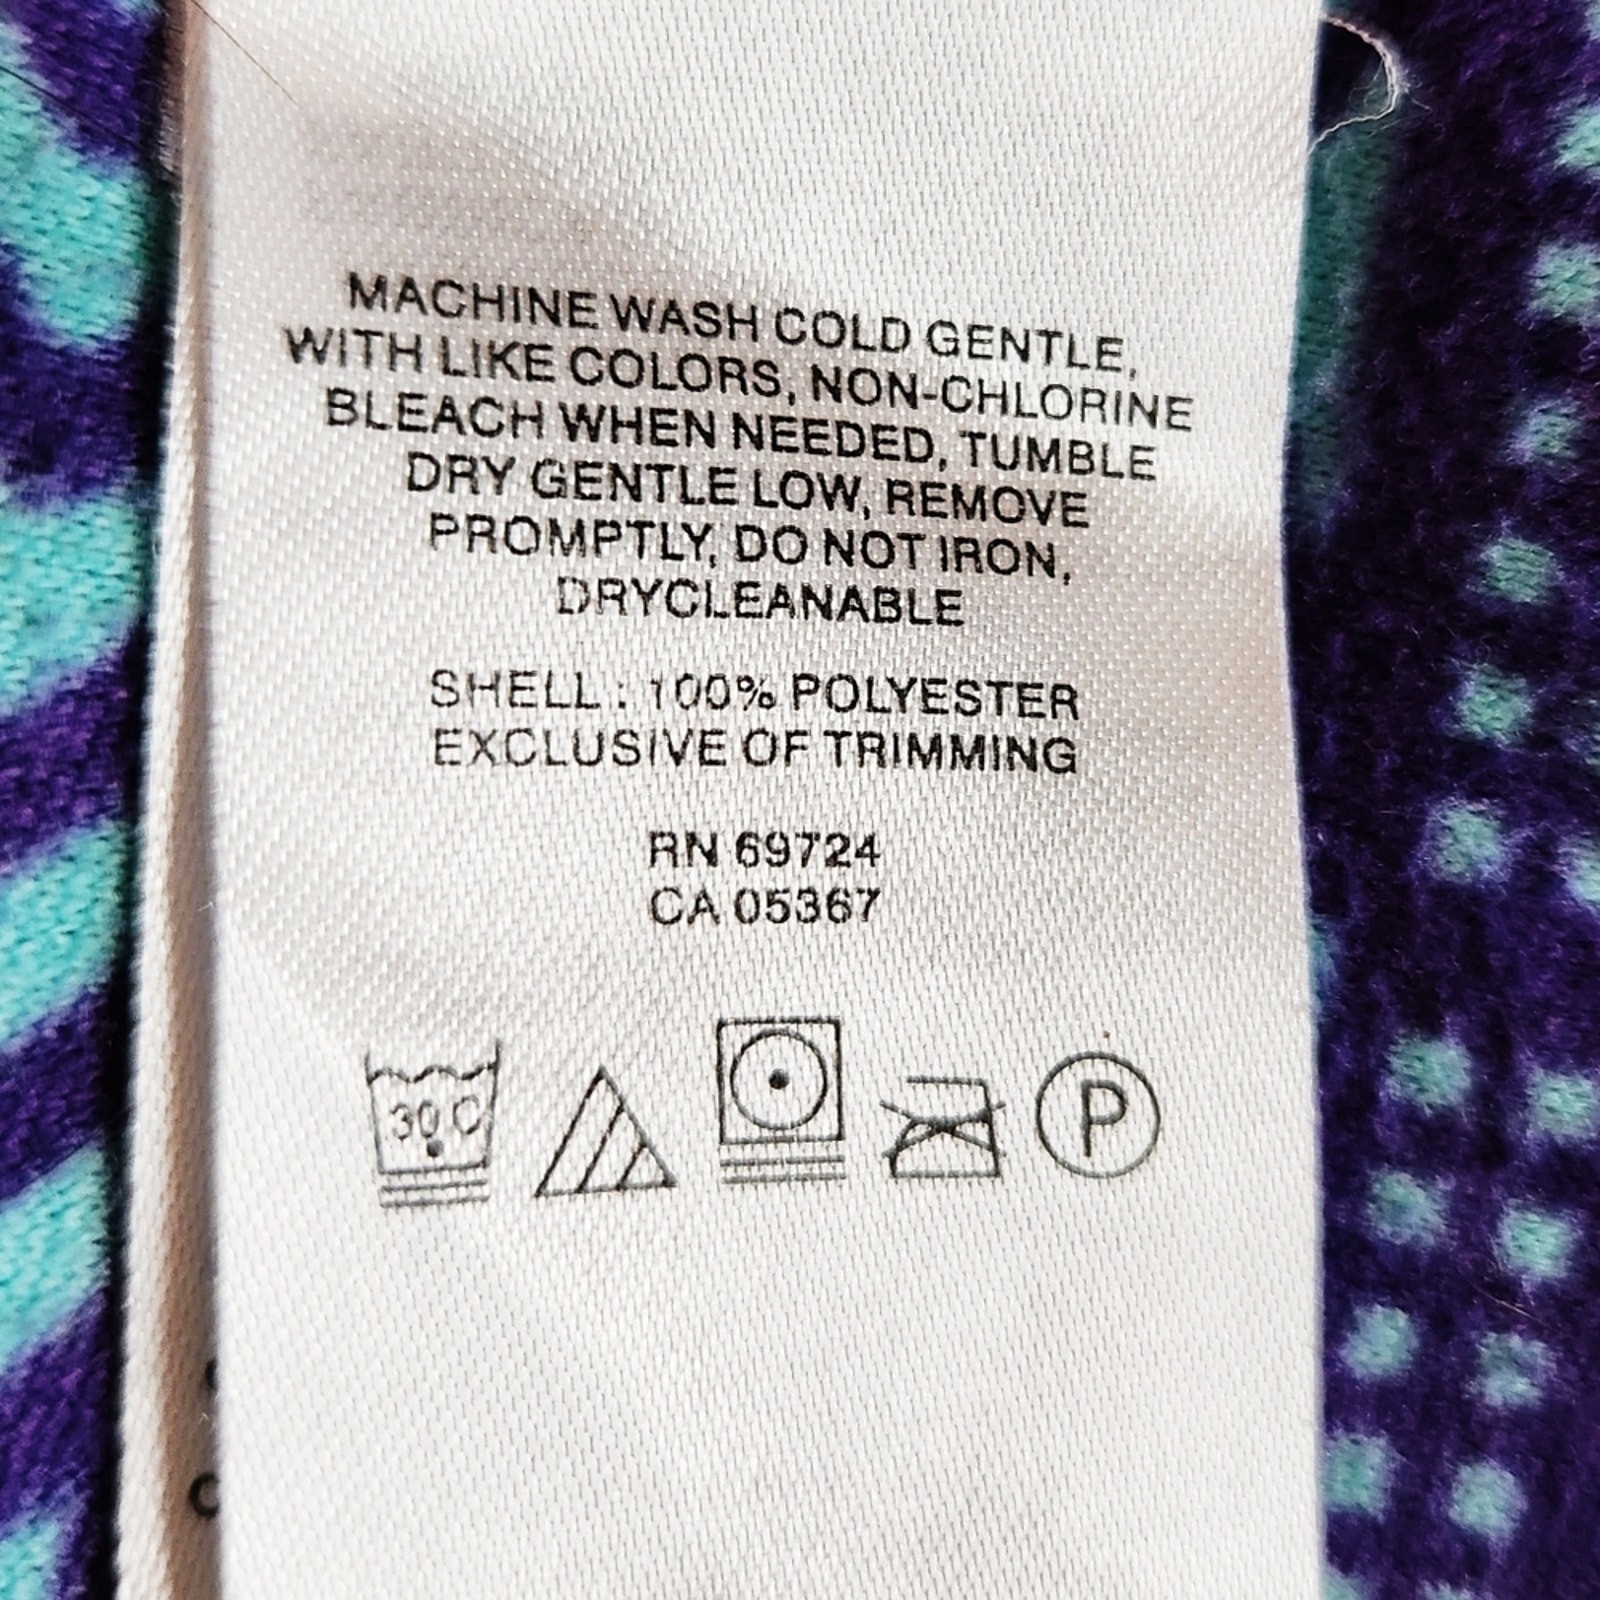 MACHINE WASH COLD GENTLE,
WITH LIKE COLORS, NON-CHLORINE
BLEACH WHEN NEEDED, TUMBLE
DRY GENTLE LOW, REMOVE
PROMPTLY, DO NOT IRON,
DRYCLEANABLE
SHELL : 100% POLYESTER
EXCLUSIVE OF TRIMMING
RN 69724
CA 05367
30 C
P